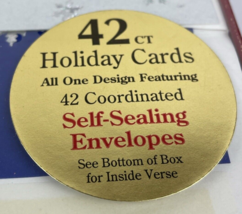 42 CT
Holiday Cards
All One Design Featuring
42 Coordinated
Self-Sealing
Envelopes
See Bottom of Box
for Inside Verse